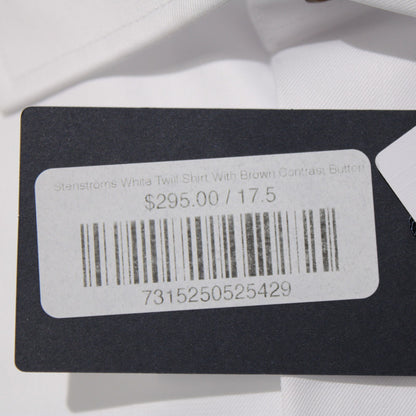 Stenstroms White Twill Shirt With Brown Contrast Button
$295.00 / 17.5
7315250525429